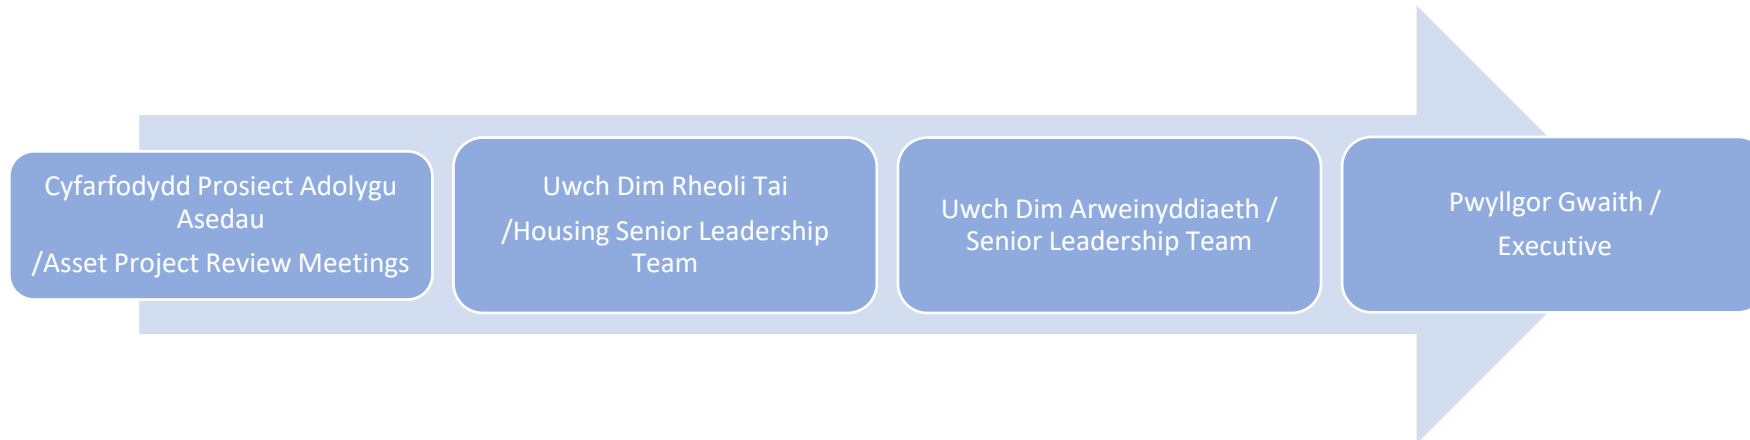 Cyfarfodydd Prosiect Adolygu
Asedau
/Asset Project Review Meetings
Uwch Dim Rheoli Tai
/Housing Senior Leadership
Team
Uwch Dim Arweinyddiaeth /
Senior Leadership Team
Pwyllgor Gwaith /
Executive